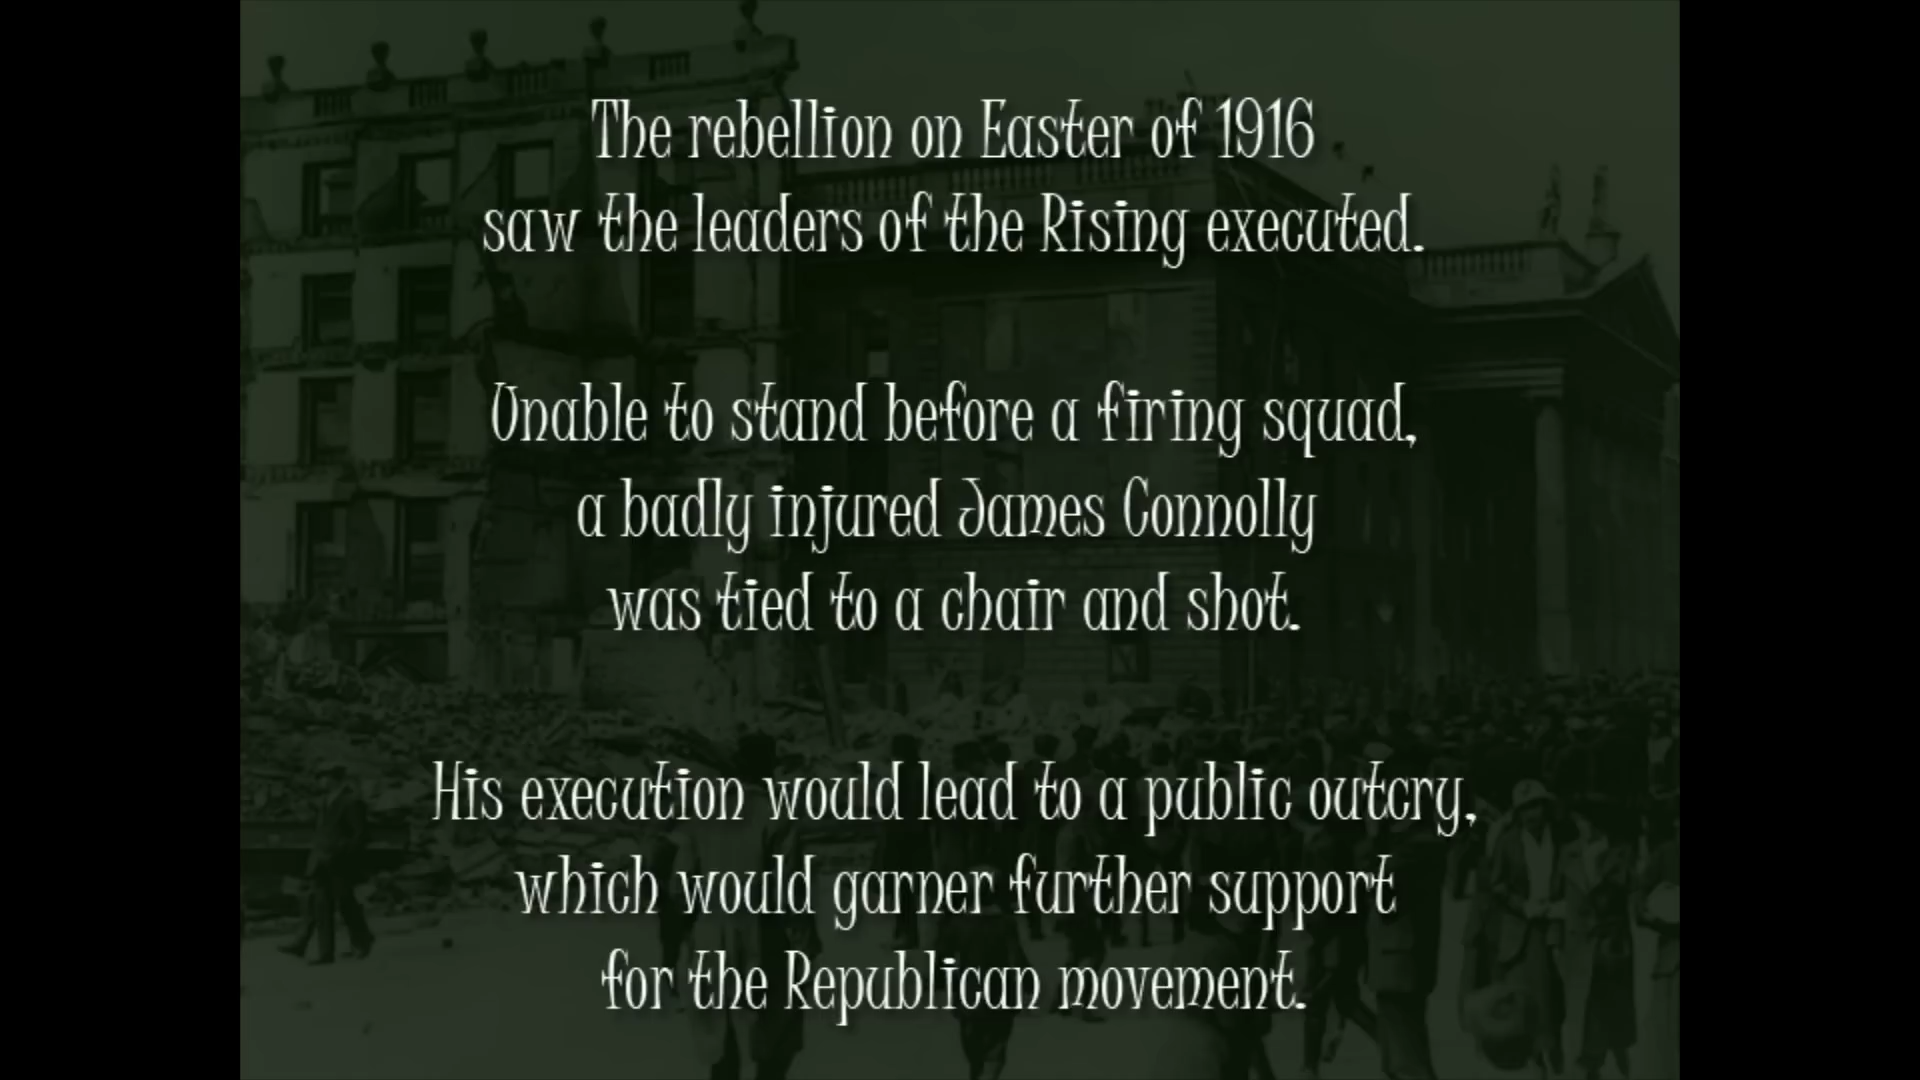 The rebellion on Easter of 1916
saw the leaders of the Rising executed.
Unable to stand before a firing squad,
a badly injured James Connolly
was tied to a chair and shot.
His execution would lead to a public outcry,
which would garner further support
for the Republican movement.